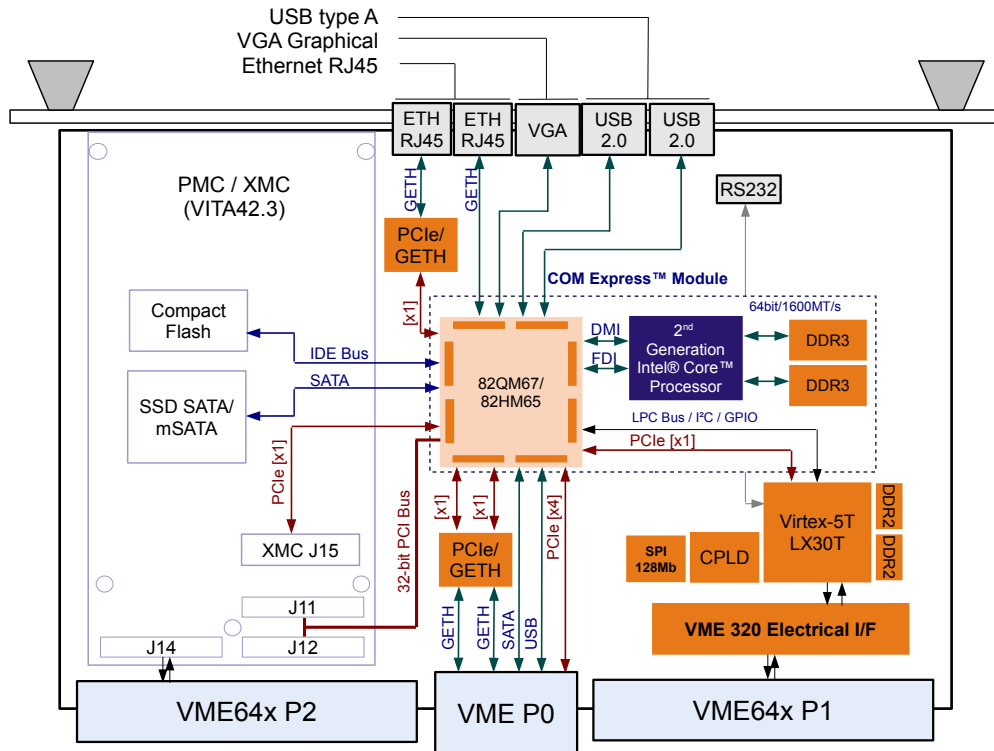 USB type A
VGA Graphical
Ethernet RJ45
ETH
RJ45
ETH
RJ45
VGA
USB
2.0
USB
2.0
PMC / XMC
(VITA42.3)
GETH
GETH
RS232
PCIe/
GETH
COM Express™ Module
[x1]
64bit/1600MT/s
Compact
Flash
IDE Bus
SATA
SSD SATA/
mSATA
82QM67/
82HM65
DMI
FDI
2nd
Generation
Intel® Core™
Processor
DDR3
DDR3
LPC Bus / I²C / GPIO
PCIe [x1]
PCIe [x1]
32-bit PCI Bus
[x1]
[x1]
PCIe [x4]
XMC J15
PCIe/
GETH
SPI
128Mb
CPLD
Virtex-5T
LX30T
DDR2
DDR2
J11
J12
J14
GETH
GETH
SATA
USB
VME 320 Electrical I/F
VME64x P2
VME P0
VME64x P1